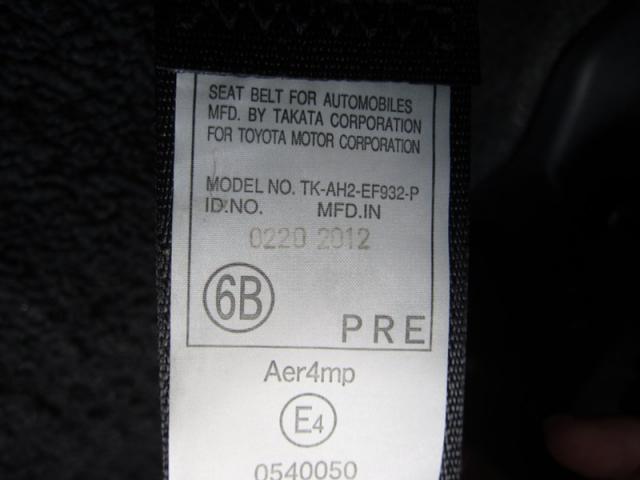 SEAT BELT FOR AUTOMOBILES
MFD. BY TAKATA CORPORATION
FOR TOYOTA MOTOR CORPORATION
MODEL NO. TK-AH2-EF932-P
ID.NO. MFD.IN
0220 2012
6B
PRE
Aer4mp
E4
0540050